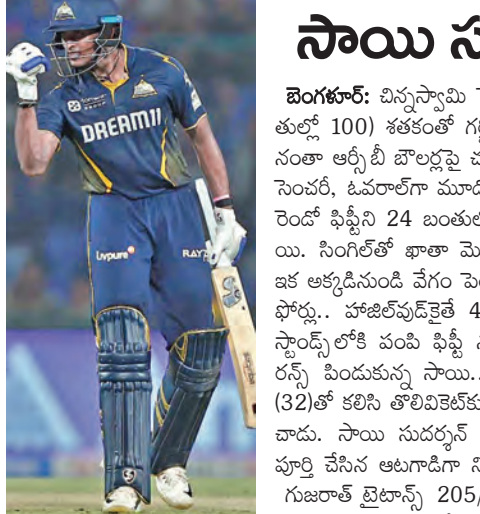 సాయి సు
బెంగళూర్: చిన్నస్వామి
తుల్లో 100) శతకంతో
నంతా ఆర్సీబీ బౌలర్లపై
సెంచరీ, ఓవరాల్‌గా
రెండో ఫిఫ్టీని 24
యి. సింగిల్‌తో ఖాతా
ఇక అక్కడినుండి వేగం
ఫోర్లు.. హాజిల్‌వుడ్‌కైతే 4
స్టాండ్స్‌లోకి పంపి ఫిఫ్టీ
రన్స్ పిండుకున్న సాయి..
(32)తో కలిసి తొలివికెట్‌కు
చాడు. సాయి సుదర్శన్
పూర్తి చేసిన ఆటగాడిగా
గుజరాత్ టైటాన్స్ 205/
DREAM11
Livpure